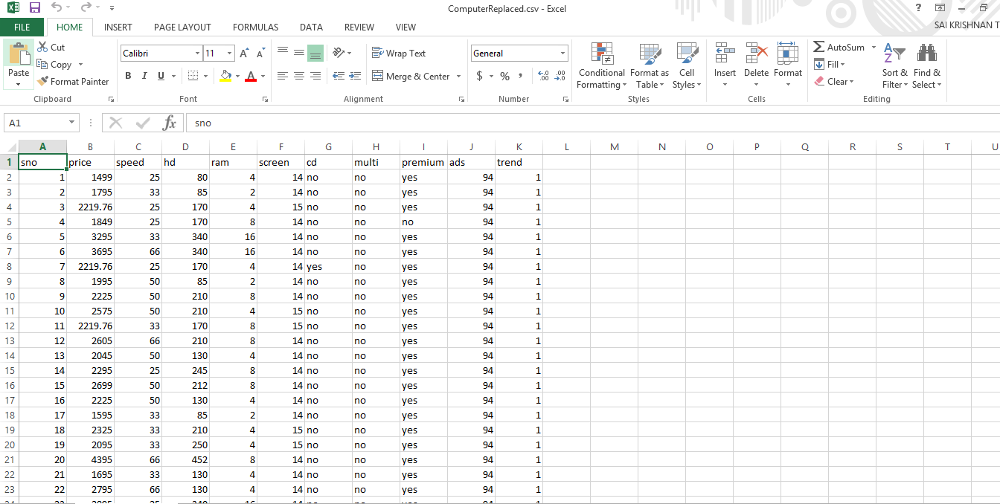 ComputerReplaced.csv - Excel
?
SAI KRISHNAN T
FILE HOME INSERT PAGE LAYOUT FORMULAS DATA REVIEW VIEW
Paste
Cut
Copy
Format Painter
Clipboard
Calibri 11 A A
B I U A
Font
Wrap Text
Merge & Center
Alignment
General
$ % , .00 .00
Number
Conditional Formatting
Format as Table
Cell Styles
Styles
Insert Delete Format
Cells
AutoSum
Fill
Clear
Sort & Filter
Find & Select
Editing
A1 fx sno
A B C D E F G H I J K L M N O P Q R S T U
1 sno price speed hd ram screen cd multi premium ads trend
2 1 1499 25 80 4 14 no no yes 94 1
3 2 1795 33 85 2 14 no no yes 94 1
4 3 2219.76 25 170 4 15 no no yes 94 1
5 4 1849 25 170 8 14 no no no 94 1
6 5 3295 33 340 16 14 no no yes 94 1
7 6 3695 66 340 16 14 no no yes 94 1
8 7 2219.76 25 170 4 14 yes no yes 94 1
9 8 1995 50 85 2 14 no no yes 94 1
10 9 2225 50 210 8 14 no no yes 94 1
11 10 2575 50 210 4 15 no no yes 94 1
12 11 2219.76 33 170 8 15 no no yes 94 1
13 12 2605 66 210 8 14 no no yes 94 1
14 13 2045 50 130 4 14 no no yes 94 1
15 14 2295 25 245 8 14 no no yes 94 1
16 15 2699 50 212 8 14 no no yes 94 1
17 16 2225 50 130 4 14 no no yes 94 1
18 17 1595 33 85 2 14 no no yes 94 1
19 18 2325 33 210 4 15 no no yes 94 1
20 19 2095 33 250 4 15 no no yes 94 1
21 20 4395 66 452 8 14 no no yes 94 1
22 21 1695 33 130 4 14 no no yes 94 1
23 22 2795 66 130 4 14 no no yes 94 1